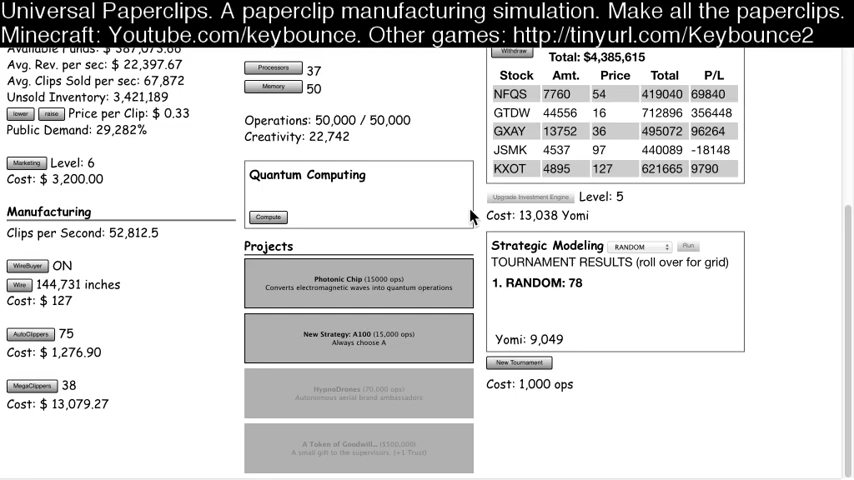 Universal Paperclips. A paperclip manufacturing simulation. Make all the paperclips.
Minecraft: Youtube.com/keybounce. Other games: http://tinyurl.com/Keybounce2
Available Funds: $ 387,073.66
Avg. Rev. per sec: $ 22,397.67
Avg. Clips Sold per sec: 67,872
Unsold Inventory: 3,421,189
lower raise Price per Clip: $ 0.33
Public Demand: 29,282%
Marketing Level: 6
Cost: $ 3,200.00
Manufacturing
Clips per Second: 52,812.5
WireBuyer ON
Wire 144,731 inches
Cost: $ 127
AutoClippers 75
Cost: $ 1,276.90
MegaClippers 38
Cost: $ 13,079.27
Processors 37
Memory 50
Operations: 50,000 / 50,000
Creativity: 22,742
Quantum Computing
Compute
Projects
Photonic Chip (15000 ops)
Converts electromagnetic waves into quantum operations
New Strategy: A100 (15,000 ops)
Always choose A
HypnoDrones (70,000 ops)
Autonomous aerial brand ambassadors
A Token of Goodwill... ($500,000)
A small gift to the supervisors. (+1 Trust)
Withdraw
Total: $4,385,615
Stock Amt. Price Total P/L
NFQS 7760 54 419040 69840
GTDW 44556 16 712896 356448
GXAY 13752 36 495072 96264
JSMK 4537 97 440089 -18148
KXOT 4895 127 621665 9790
Upgrade Investment Engine Level: 5
Cost: 13,038 Yomi
Strategic Modeling RANDOM Run
TOURNAMENT RESULTS (roll over for grid)
1. RANDOM: 78
Yomi: 9,049
New Tournament
Cost: 1,000 ops